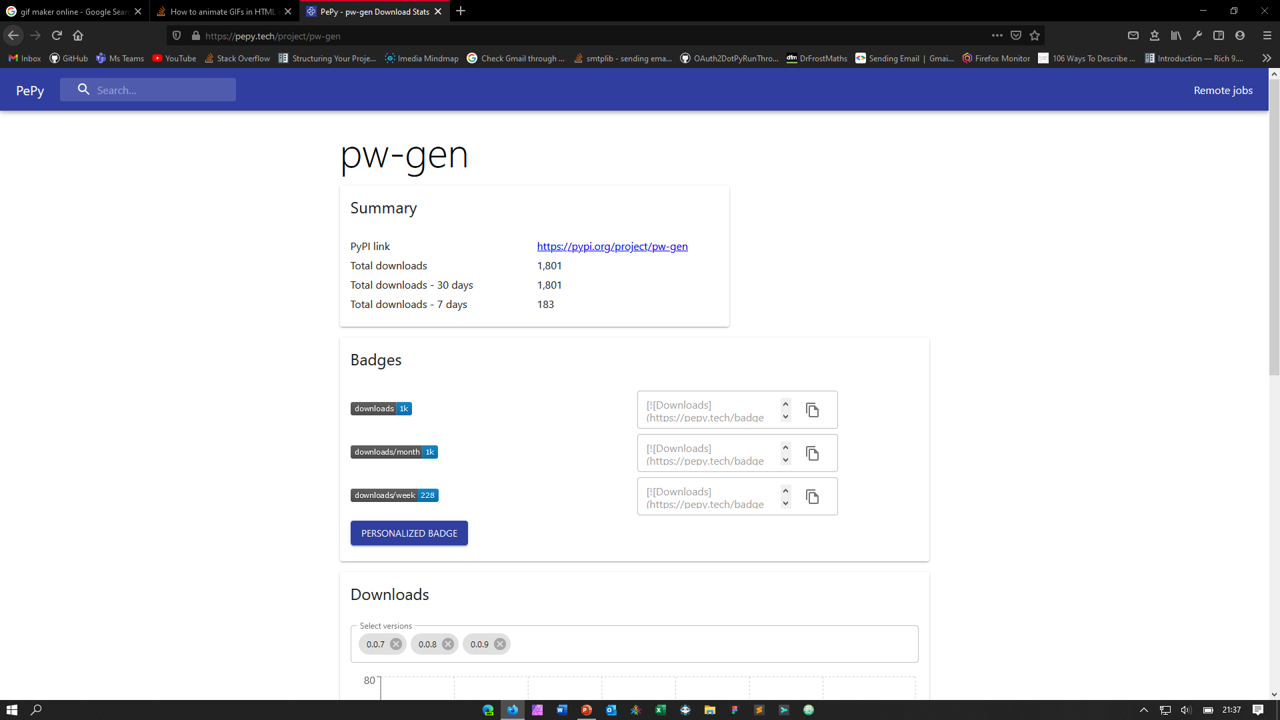 gif maker online - Google Sear
How to animate GIFs in HTML
PePy - pw-gen Download Stats
https://pepy.tech/project/pw-gen
Inbox
GitHub
Ms Teams
YouTube
Stack Overflow
Structuring Your Proje...
Imedia Mindmap
Check Gmail through ...
smtplib - sending ema...
OAuth2DotPyRunThro...
dfm DrFrostMaths
Sending Email | Gmai...
Firefox Monitor
106 Ways To Describe ...
Introduction — Rich 9....
PePy
Search...
Remote jobs
pw-gen
Summary
PyPI link https://pypi.org/project/pw-gen
Total downloads 1,801
Total downloads - 30 days 1,801
Total downloads - 7 days 183
Badges
downloads 1k
[![Downloads]
(https://pepy.tech/badge
downloads/month 1k
[![Downloads]
(https://pepy.tech/badge
downloads/week 228
[![Downloads]
(https://pepy.tech/badge
PERSONALIZED BADGE
Downloads
Select versions
0.0.7 0.0.8 0.0.9
80
21:37